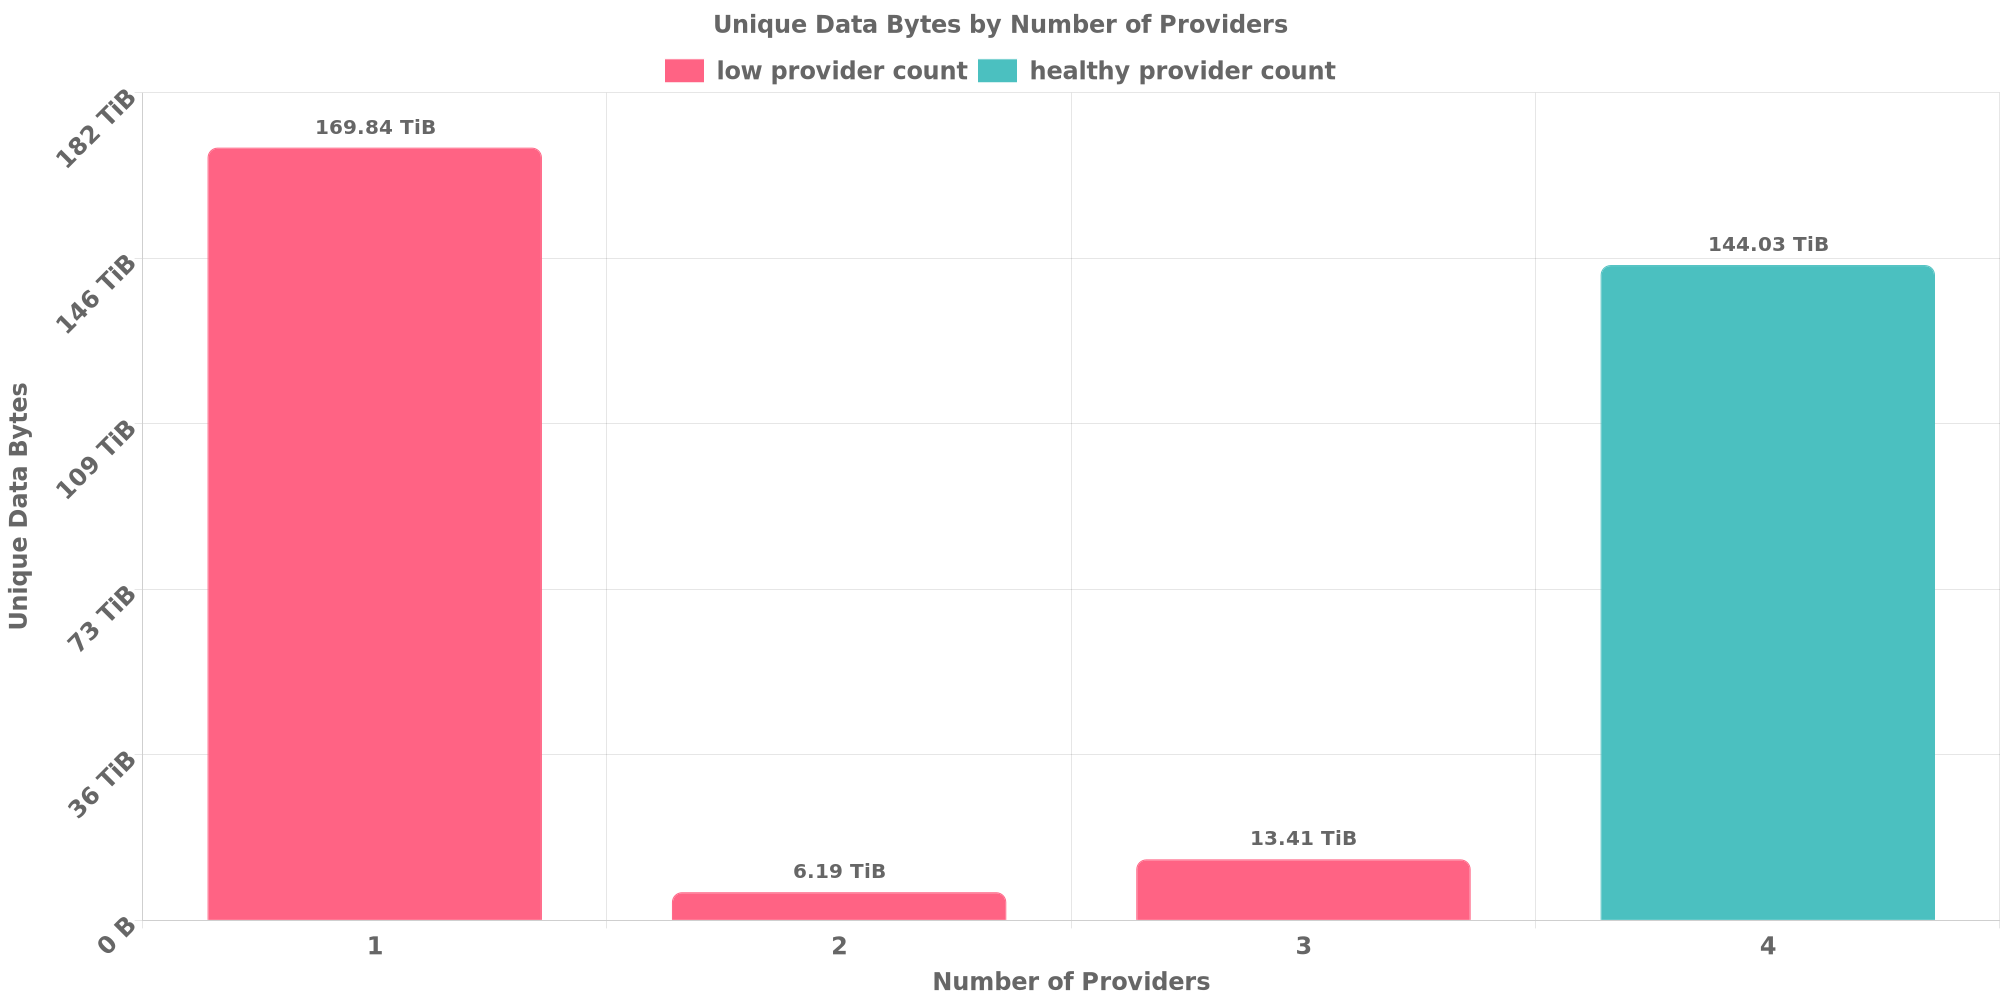 Unique Data Bytes by Number of Providers
low provider count healthy provider count
182 TiB
146 TiB
109 TiB
73 TiB
36 TiB
0 B
Unique Data Bytes
169.84 TiB
6.19 TiB
13.41 TiB
144.03 TiB
1 2 3 4
Number of Providers